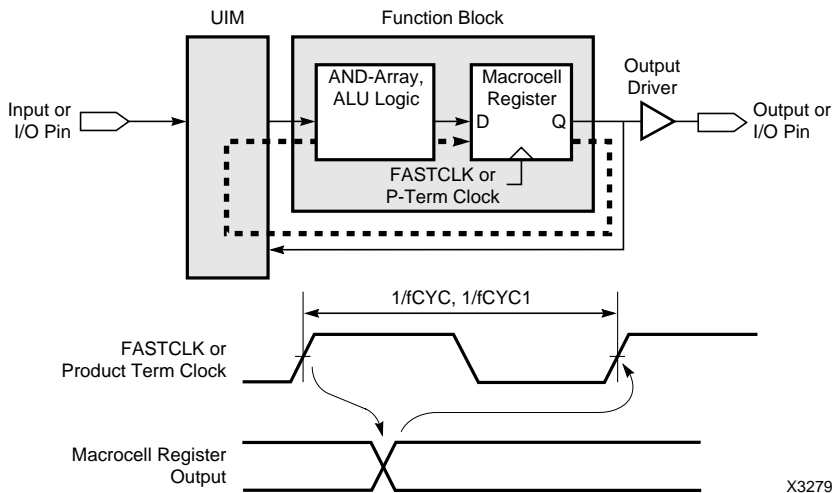 UIM
Function Block
AND-Array,
ALU Logic
Macrocell
Register
Output
Driver
Input or
I/O Pin
D
Q
Output or
I/O Pin
FASTCLK or
P-Term Clock
1/fCYC, 1/fCYC1
FASTCLK or
Product Term Clock
Macrocell Register
Output
X3279